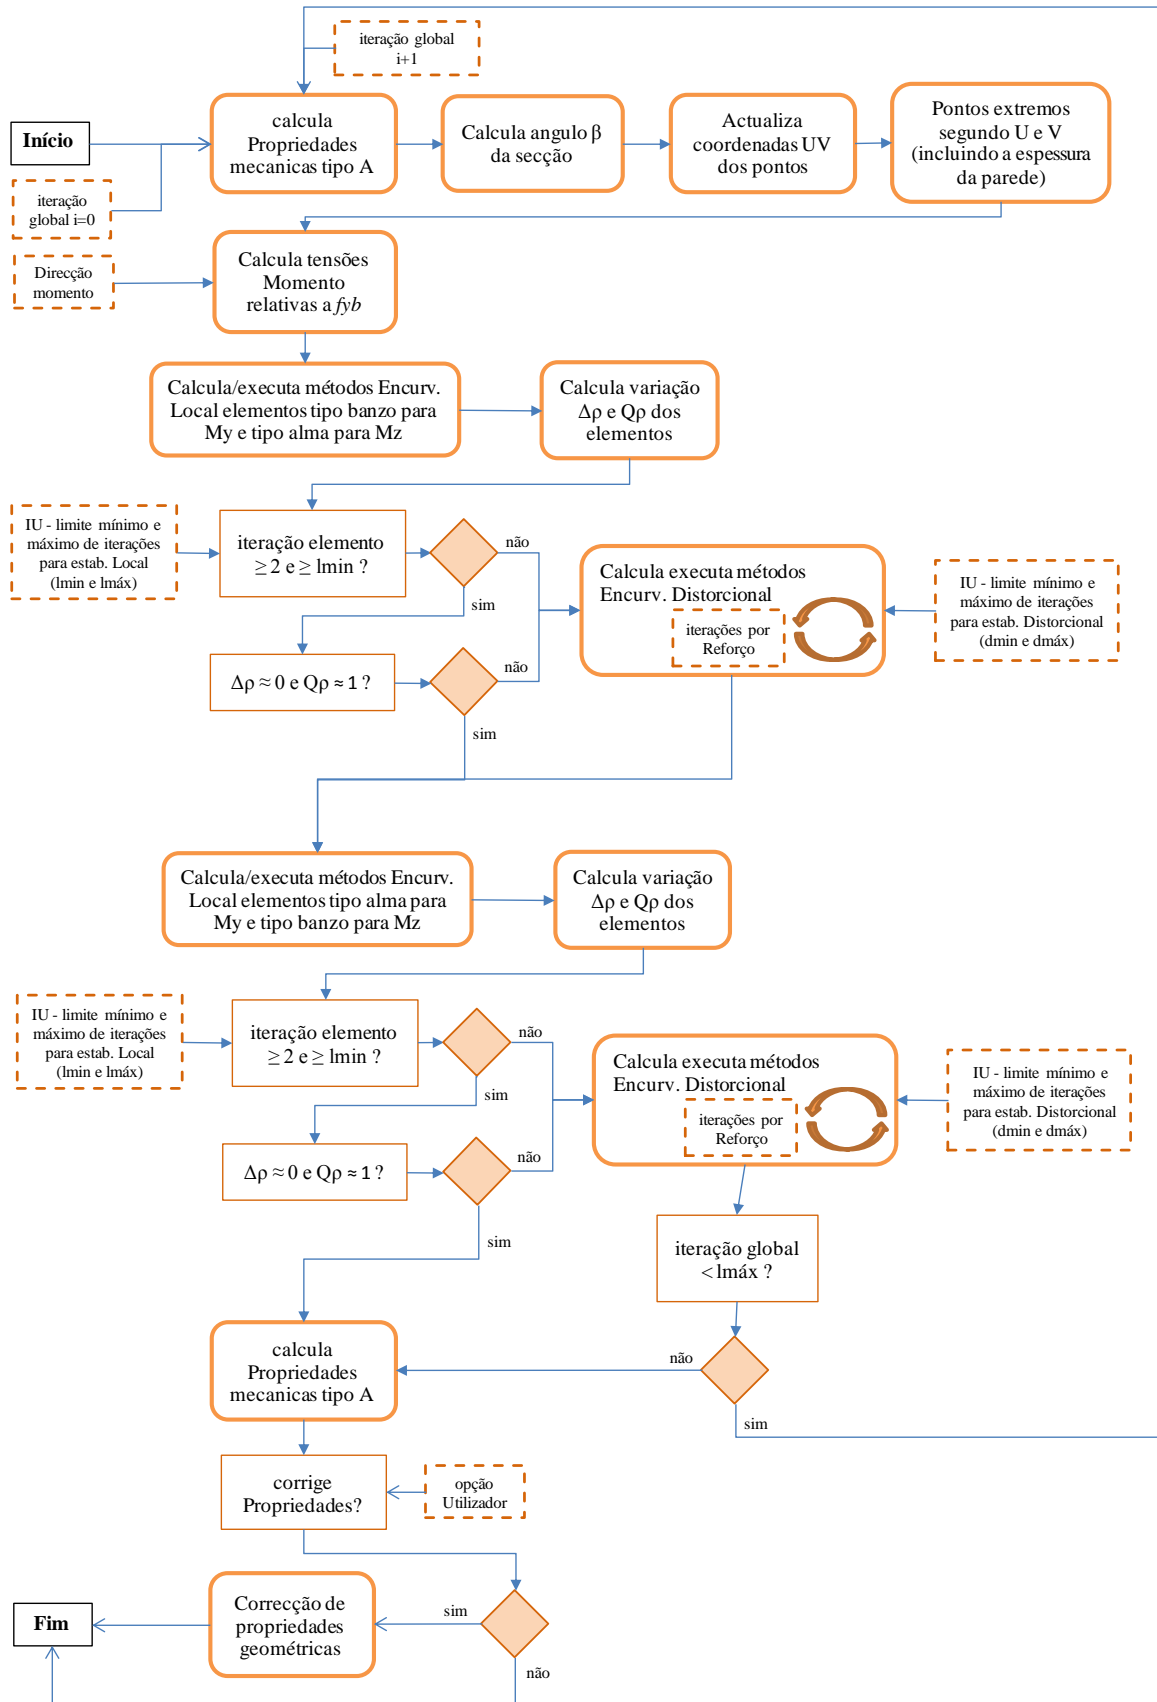 iteração global
i+1
Início
calcula
Propriedades
mecanicas tipo A
Calcula angulo β
da secção
Actualiza
coordenadas UV
dos pontos
Pontos extremos
segundo U e V
(incluindo a espessura
da parede)
iteração
global i=0
Direcção
momento
Calcula tensões
Momento
relativas a fyb
Calcula/executa métodos Encurv.
Local elementos tipo banzo para
My e tipo alma para Mz
Calcula variação
Δρ e Qρ dos
elementos
IU - limite mínimo e
máximo de iterações
para estab. Local
(lmin e lmáx)
iteração elemento
≥ 2 e ≥ lmin ?
não
sim
Calcula executa métodos
Encurv. Distorcional
iterações por
Reforço
IU - limite mínimo e
máximo de iterações
para estab. Distorcional
(dmin e dmáx)
Δρ ≈ 0 e Qρ ≈ 1 ?
não
sim
Calcula/executa métodos Encurv.
Local elementos tipo alma para
My e tipo banzo para Mz
Calcula variação
Δρ e Qρ dos
elementos
IU - limite mínimo e
máximo de iterações
para estab. Local
(lmin e lmáx)
iteração elemento
≥ 2 e ≥ lmin ?
não
sim
Calcula executa métodos
Encurv. Distorcional
iterações por
Reforço
IU - limite mínimo e
máximo de iterações
para estab. Distorcional
(dmin e dmáx)
Δρ ≈ 0 e Qρ ≈ 1 ?
não
sim
iteração global
< lmáx ?
calcula
Propriedades
mecanicas tipo A
não
sim
corrige
Propriedades?
opção
Utilizador
Fim
Correcção de
propriedades
geométricas
sim
não